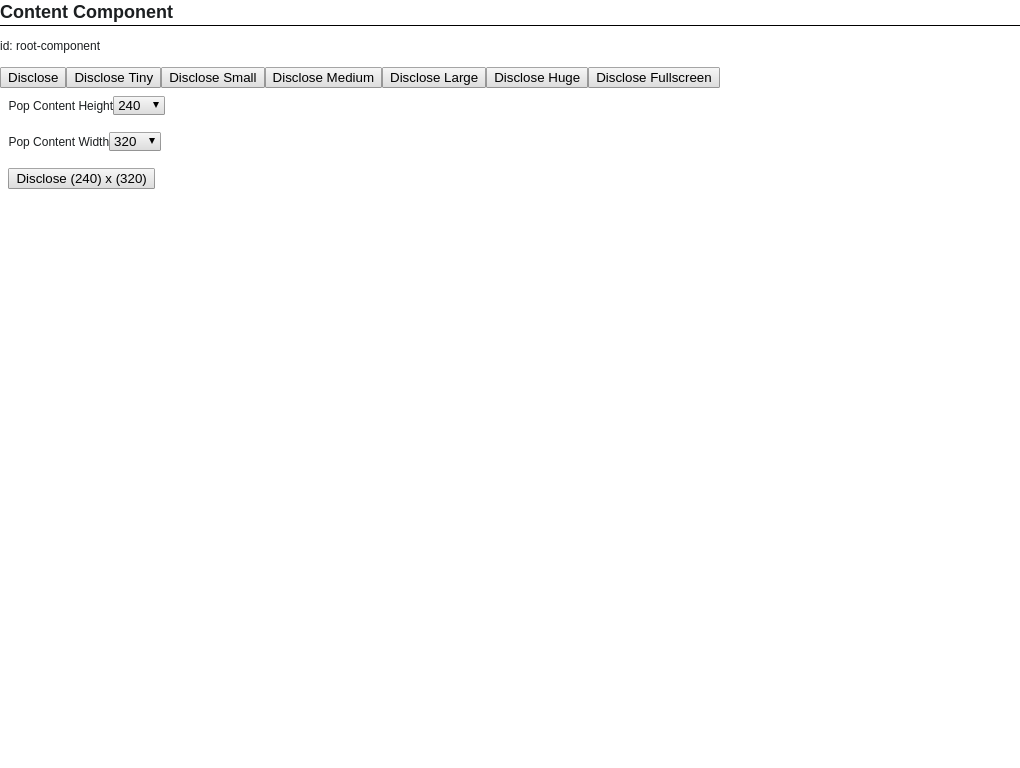 Content Component
id: root-component
Disclose Disclose Tiny Disclose Small Disclose Medium Disclose Large Disclose Huge Disclose Fullscreen
Pop Content Height 240
Pop Content Width 320
Disclose (240) x (320)